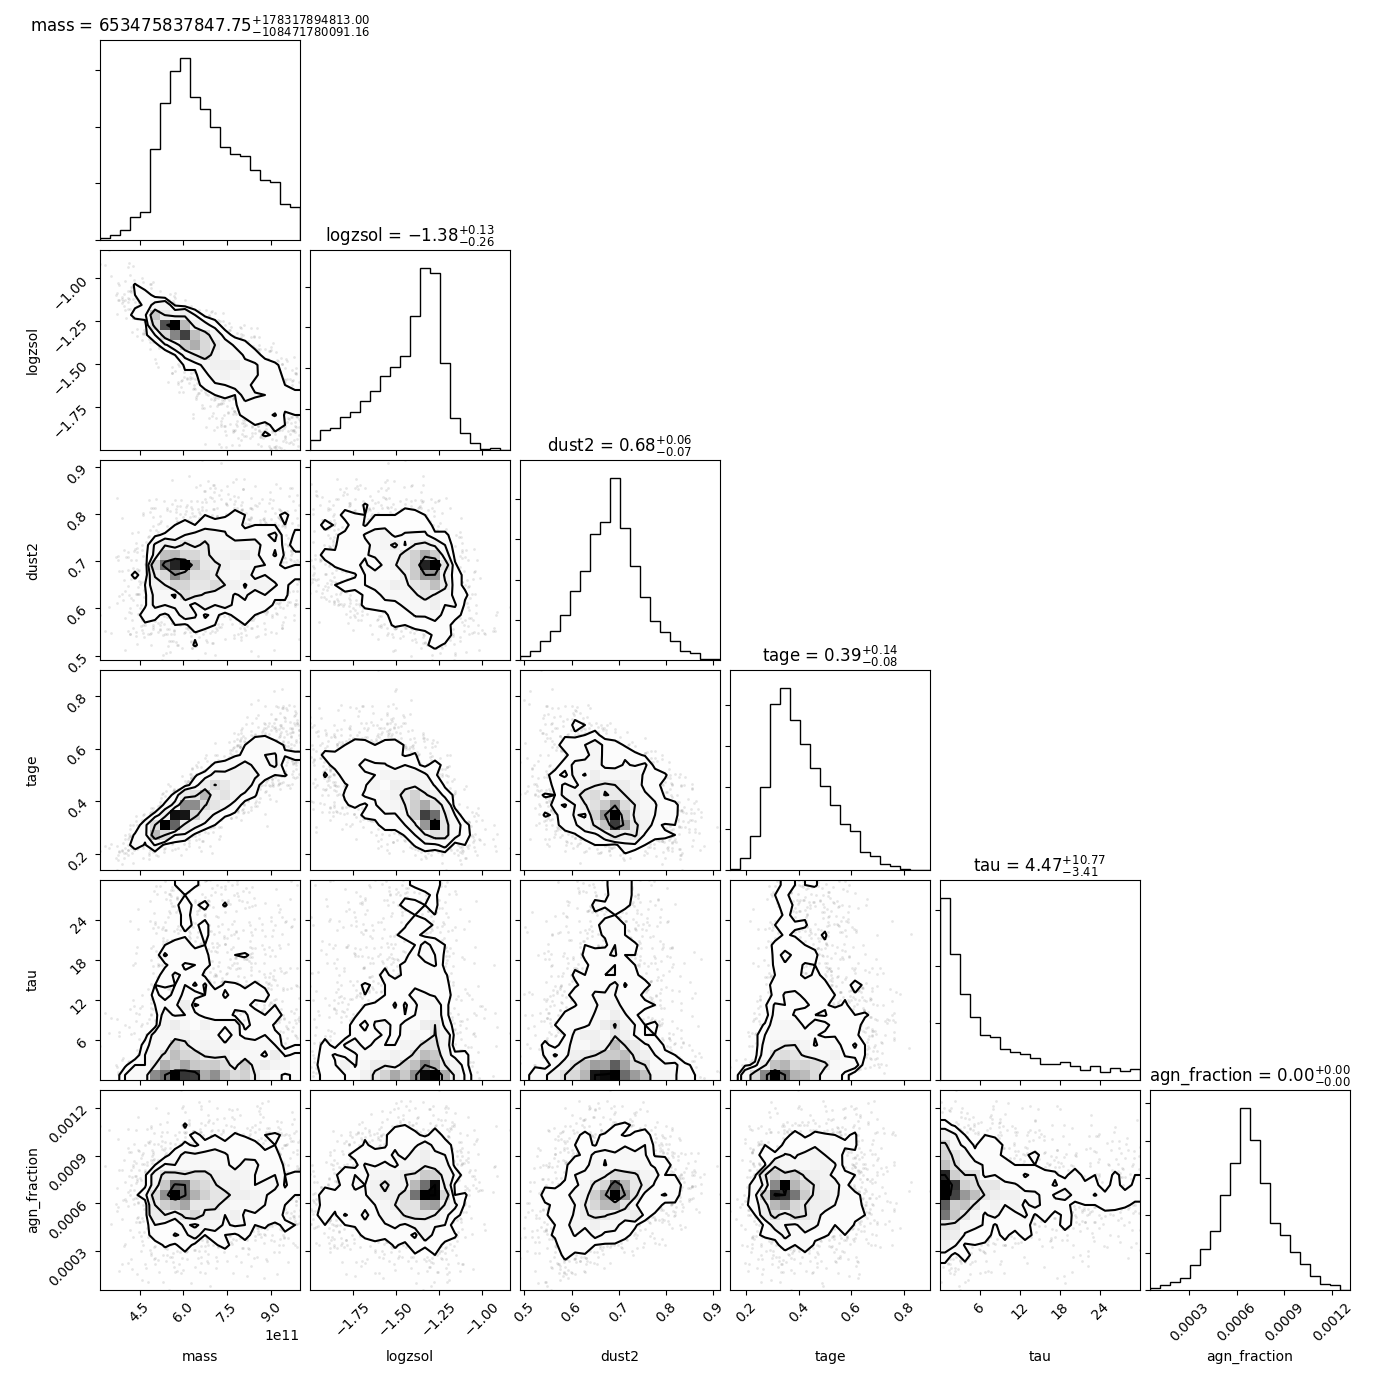 mass = 653475837847.75+178317894813.00−108471780091.16
logzsol = −1.38+0.13−0.26
−1.00
−1.25
−1.50
−1.75
logzsol
dust2 = 0.68+0.06−0.07
0.9
0.8
0.7
0.6
0.5
dust2
tage = 0.39+0.14−0.08
0.8
0.6
0.4
0.2
tage
tau = 4.47+10.77−3.41
24
18
12
6
tau
agn_fraction = 0.00+0.00−0.00
0.0012
0.0009
0.0006
0.0003
agn_fraction
4.5 6.0 7.5 9.0
1e11
mass
−1.75 −1.50 −1.25 −1.00
logzsol
0.5 0.6 0.7 0.8 0.9
dust2
0.2 0.4 0.6 0.8
tage
6 12 18 24
tau
0.0003 0.0006 0.0009 0.0012
agn_fraction